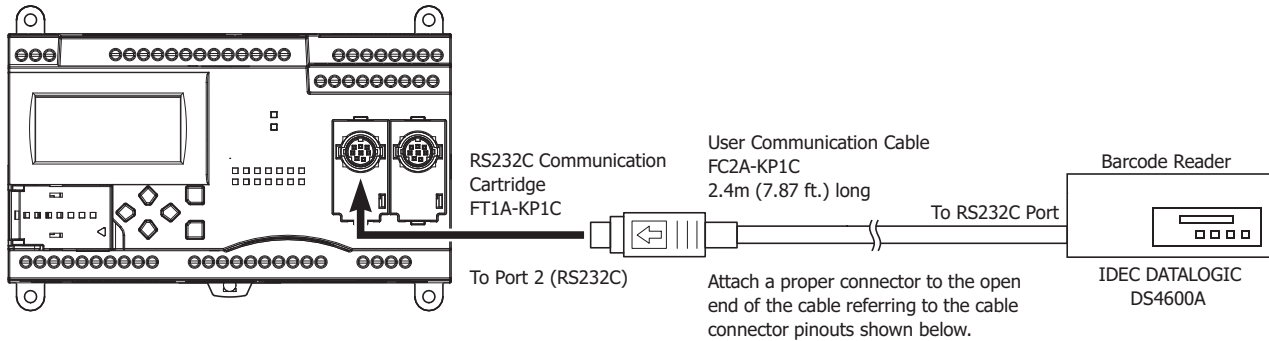 RS232C Communication
Cartridge
FT1A-KP1C
To Port 2 (RS232C)
User Communication Cable
FC2A-KP1C
2.4m (7.87 ft.) long
To RS232C Port
Attach a proper connector to the open
end of the cable referring to the cable
connector pinouts shown below.
Barcode Reader
IDEC DATALOGIC
DS4600A